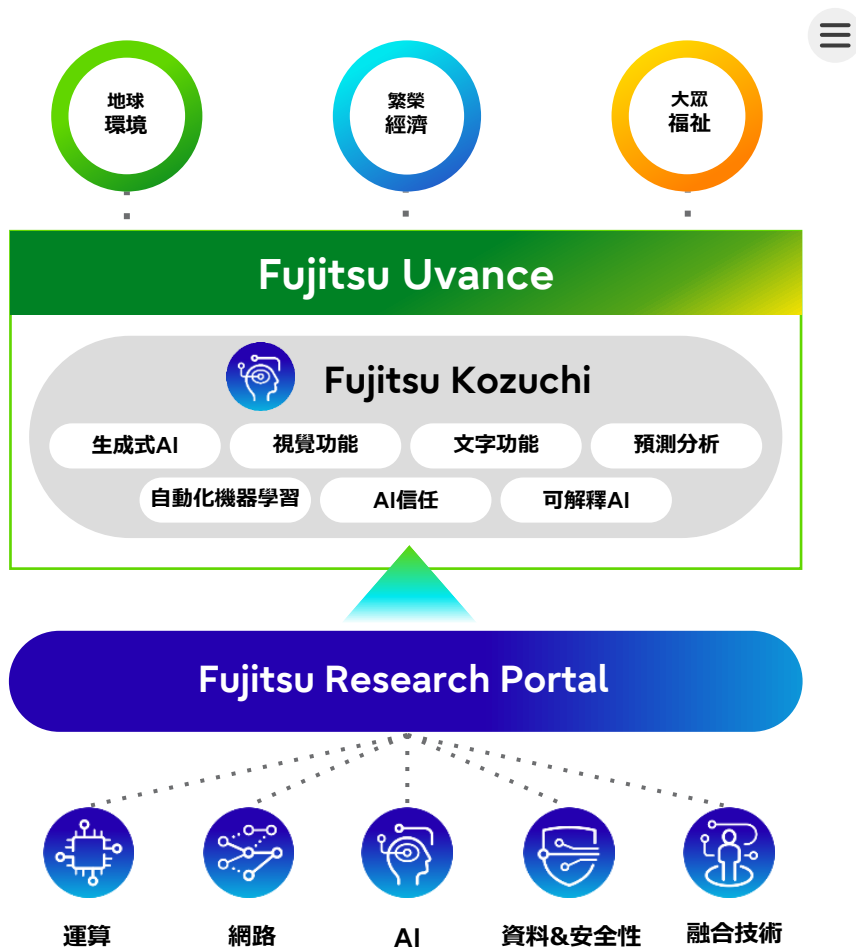 地球
環境
繁榮
經濟
大眾
福祉
Fujitsu Uvance
Fujitsu Kozuchi
生成式AI
視覺功能
文字功能
預測分析
自動化機器學習
AI信任
可解釋AI
Fujitsu Research Portal
運算
網路
AI
資料&安全性
融合技術